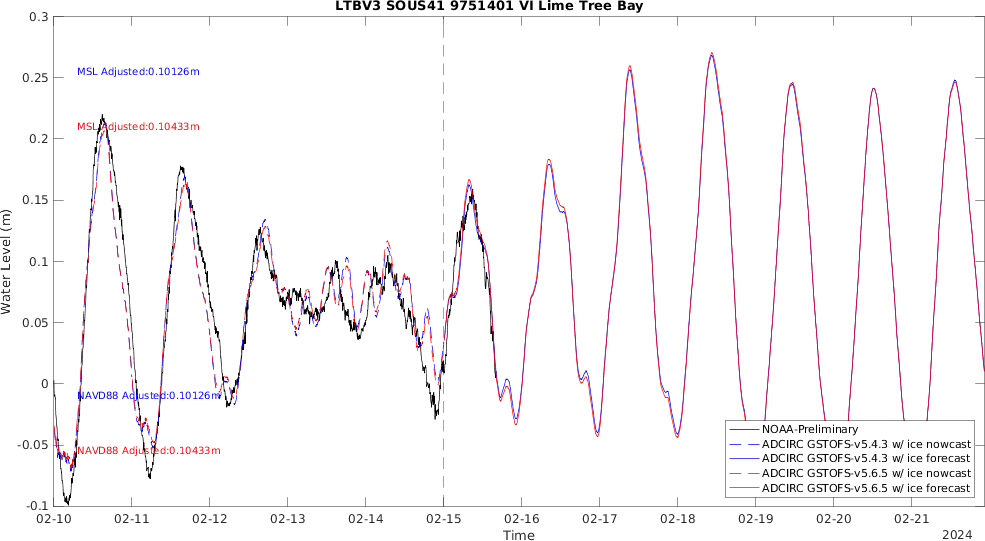 LTBV3 SOUS41 9751401 VI Lime Tree Bay
0.3
0.25
0.2
0.15
0.1
0.05
0
-0.05
-0.1
Water Level (m)
MSL Adjusted:0.10126m
MSL Adjusted:0.10433m
NAVD88 Adjusted:0.10126m
NAVD88 Adjusted:0.10433m
NOAA-Preliminary
ADCIRC GSTOFS-v5.4.3 w/ ice nowcast
ADCIRC GSTOFS-v5.4.3 w/ ice forecast
ADCIRC GSTOFS-v5.6.5 w/ ice nowcast
ADCIRC GSTOFS-v5.6.5 w/ ice forecast
02-10 02-11 02-12 02-13 02-14 02-15 02-16 02-17 02-18 02-19 02-20 02-21
Time
2024